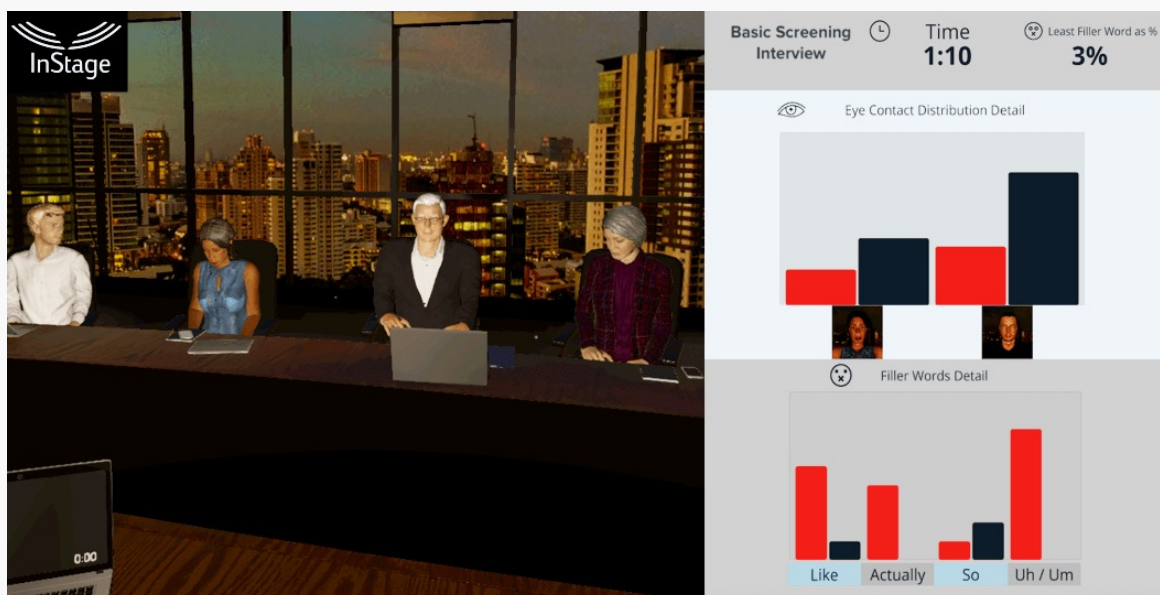 InStage
0:00
Basic Screening
Interview
Time
1:10
Least Filler Word as %
3%
Eye Contact Distribution Detail
Filler Words Detail
Like
Actually
So
Uh / Um